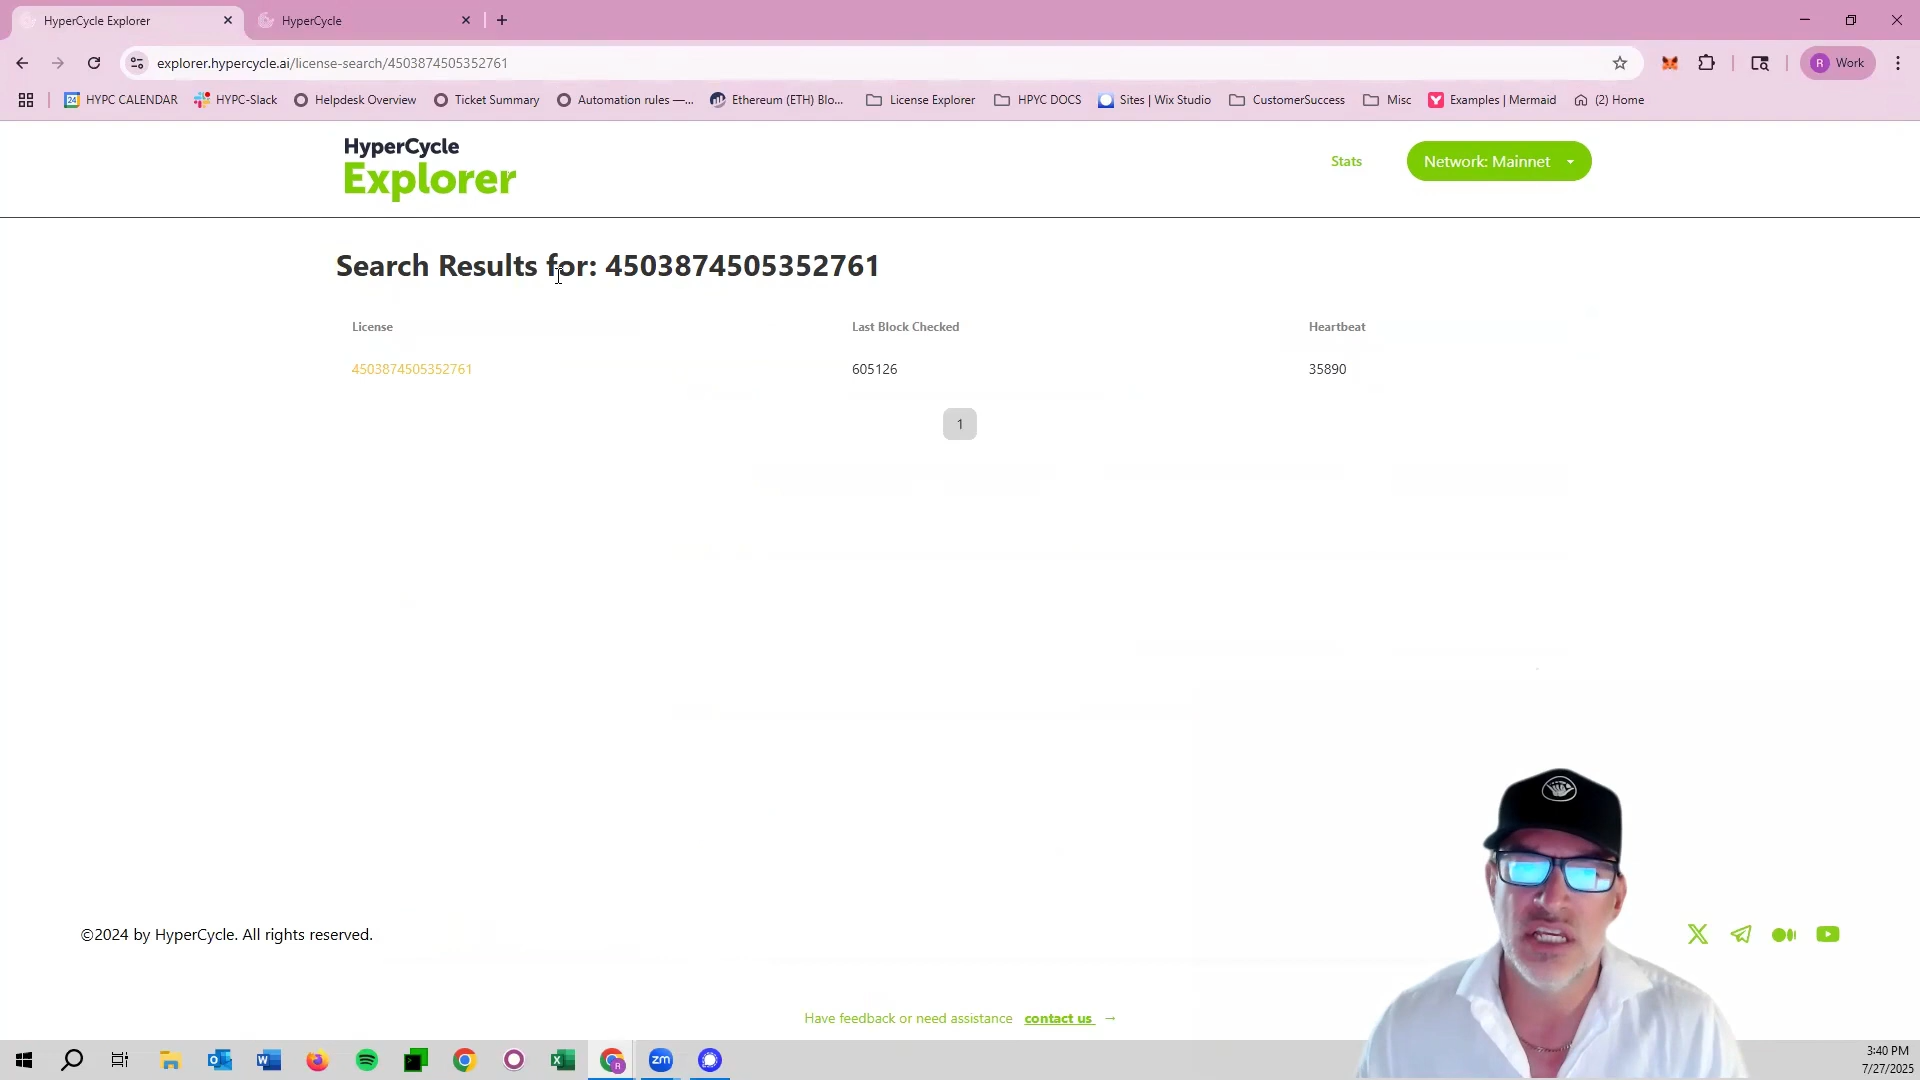 HyperCycle Explorer
HyperCycle
explorer.hypercycle.ai/license-search/4503874505352761
R Work
24 HYPC CALENDAR
HYPC-Slack
Helpdesk Overview
Ticket Summary
Automation rules —...
Ethereum (ETH) Blo...
License Explorer
HPYC DOCS
Sites | Wix Studio
CustomerSuccess
Misc
Examples | Mermaid
(2) Home
HyperCycle
Explorer
Stats
Network: Mainnet
Search Results for: 4503874505352761
License Last Block Checked Heartbeat
4503874505352761 605126 35890
1
©2024 by HyperCycle. All rights reserved.
Have feedback or need assistance contact us →
zm
3:40 PM
7/27/2025